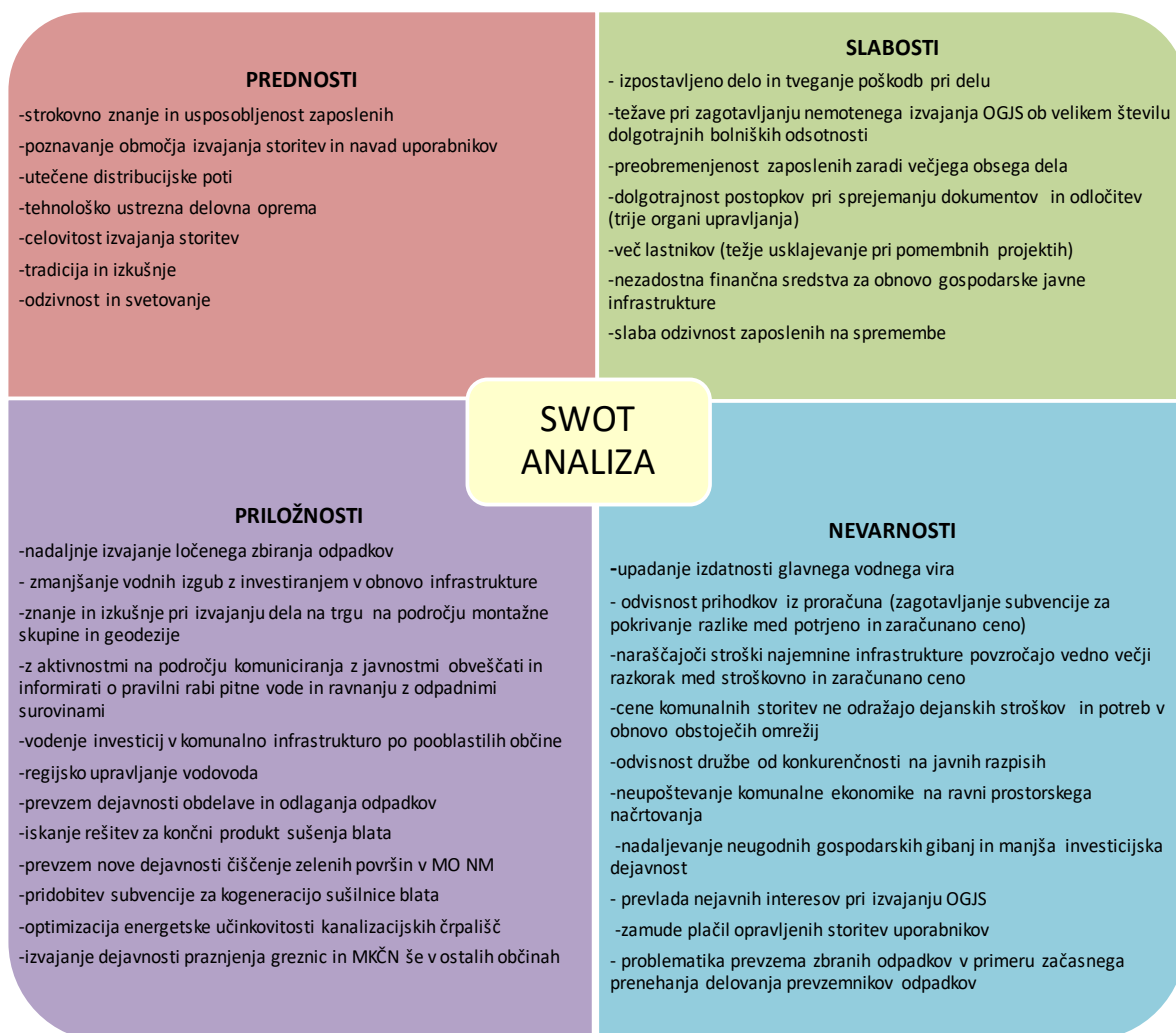 PREDNOSTI
-strokovno znanje in usposobljenost zaposlenih
-poznavanje območja izvajanja storitev in navad uporabnikov
-utečene distribucijske poti
-tehnološko ustrezna delovna oprema
-celovitost izvajanja storitev
-tradicija in izkušnje
-odzivnost in svetovanje
SLABOSTI
- izpostavljeno delo in tveganje poškodb pri delu
-težave pri zagotavljanju nemotenega izvajanja OGJS ob velikem številu
dolgotrajnih bolniških odsotnosti
-preobremenjenost zaposlenih zaradi večjega obsega dela
-dolgotrajnost postopkov pri sprejemanju dokumentov in odločitev
(trije organi upravljanja)
-več lastnikov (težje usklajevanje pri pomembnih projektih)
-nezadostna finančna sredstva za obnovo gospodarske javne
infrastrukture
-slaba odzivnost zaposlenih na spremembe
SWOT
ANALIZA
PRILOŽNOSTI
-nadaljnje izvajanje ločenega zbiranja odpadkov
- zmanjšanje vodnih izgub z investiranjem v obnovo infrastrukture
-znanje in izkušnje pri izvajanju dela na trgu na področju montažne
skupine in geodezije
-z aktivnostmi na področju komuniciranja z javnostmi obveščati in
informirati o pravilni rabi pitne vode in ravnanju z odpadnimi
surovinami
-vodenje investicij v komunalno infrastrukturo po pooblastilih občine
-regijsko upravljanje vodovoda
-prevzem dejavnosti obdelave in odlaganja odpadkov
-iskanje rešitev za končni produkt sušenja blata
-prevzem nove dejavnosti čiščenje zelenih površin v MO NM
-pridobitev subvencije za kogeneracijo sušilnice blata
-optimizacija energetske učinkovitosti kanalizacijskih črpališč
-izvajanje dejavnosti praznjenja greznic in MKČN še v ostalih občinah
NEVARNOSTI
-upadanje izdatnosti glavnega vodnega vira
- odvisnost prihodkov iz proračuna (zagotavljanje subvencije za
pokrivanje razlike med potrjeno in zaračunano ceno)
-naraščajoči stroški najemnine infrastrukture povzročajo vedno večji
razkorak med stroškovno in zaračunano ceno
-cene komunalnih storitev ne odražajo dejanskih stroškov in potreb v
obnovo obstoječih omrežij
-odvisnost družbe od konkurenčnosti na javnih razpisih
-neupoštevanje komunalne ekonomike na ravni prostorskega
načrtovanja
-nadaljevanje neugodnih gospodarskih gibanj in manjša investicijska
dejavnost
- prevlada nejavnih interesov pri izvajanju OGJS
-zamude plačil opravljenih storitev uporabnikov
- problematika prevzema zbranih odpadkov v primeru začasnega
prenehanja delovanja prevzemnikov odpadkov